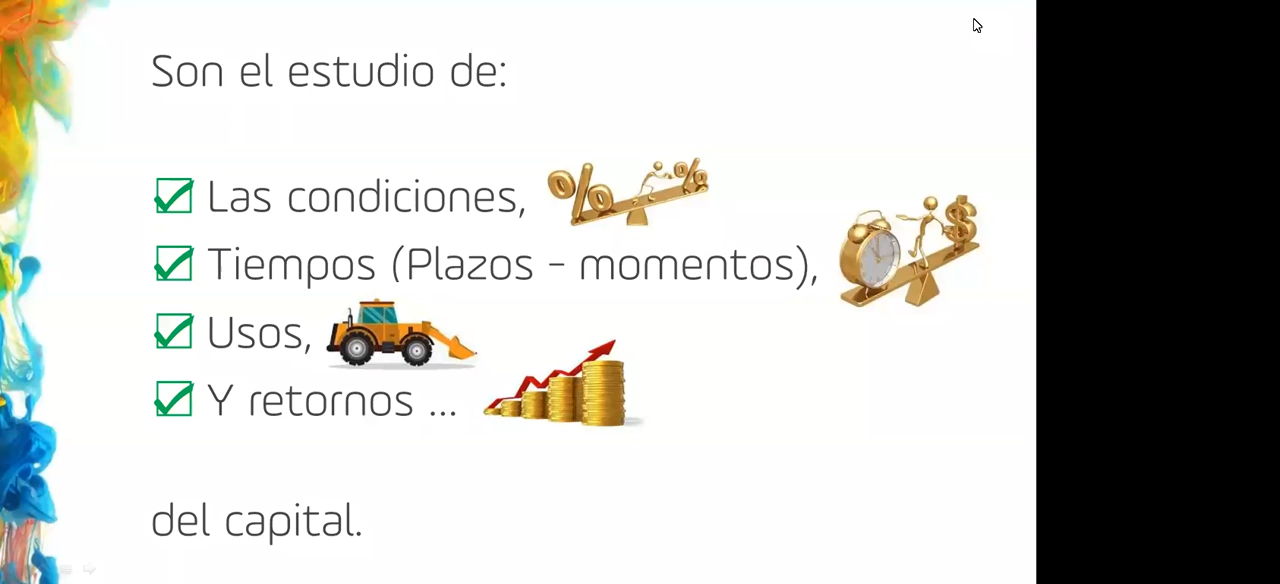 Son el estudio de:
Las condiciones,
Tiempos (Plazos - momentos),
Usos,
Y retornos ...
del capital.